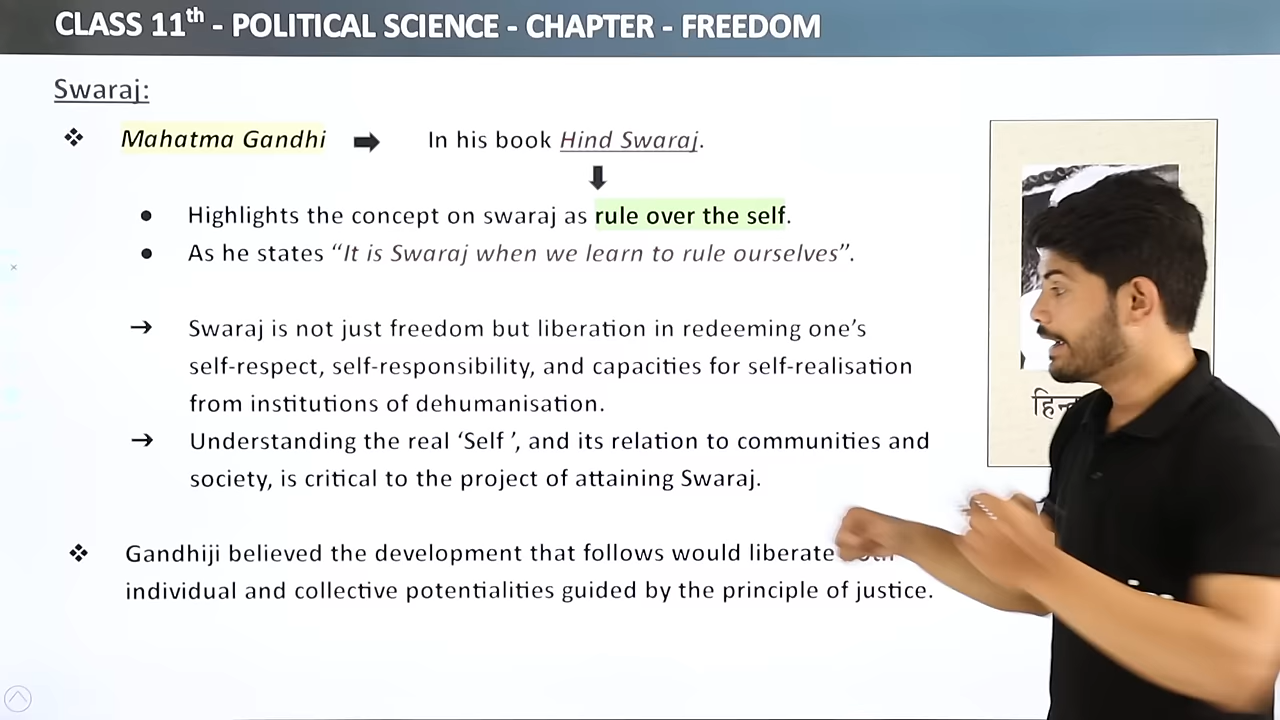 CLASS 11th - POLITICAL SCIENCE - CHAPTER - FREEDOM
Swaraj:
❖ Mahatma Gandhi ➡ In his book Hind Swaraj.
⬇
● Highlights the concept on swaraj as rule over the self.
● As he states “It is Swaraj when we learn to rule ourselves”.
→ Swaraj is not just freedom but liberation in redeeming one’s
self-respect, self-responsibility, and capacities for self-realisation
from institutions of dehumanisation.
→ Understanding the real ‘Self ’, and its relation to communities and
society, is critical to the project of attaining Swaraj.
❖ Gandhiji believed the development that follows would liberate
individual and collective potentialities guided by the principle of justice.